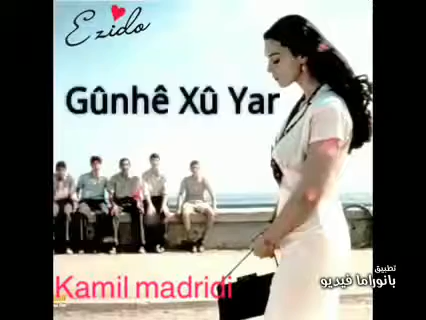 Ezido
Gûnhê Xû Yar
Kamil madridi
تطبيق
بانوراما فيديو